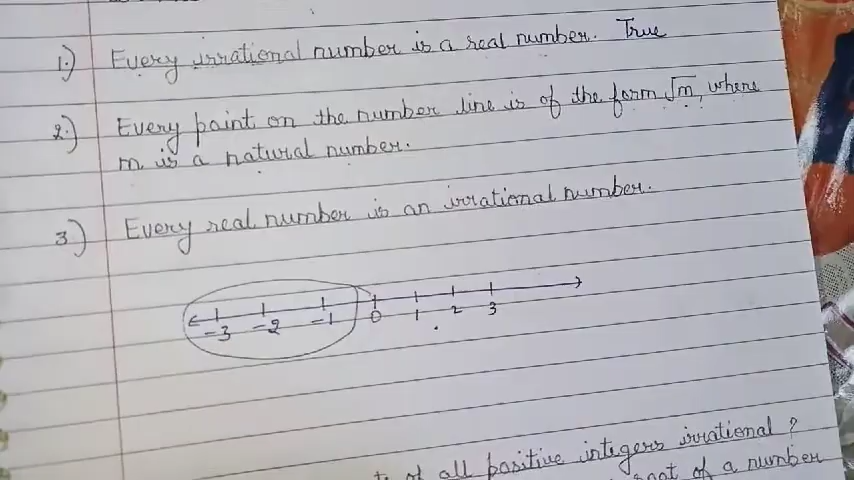 1.) Every irrational number is a real number. True
2.) Every point on the number line is of the form √m, where
m is a natural number.
3.) Every real number is an irrational number.
-3 -2 -1 0 1 2 3
of all positive integers irrational ?
of a number